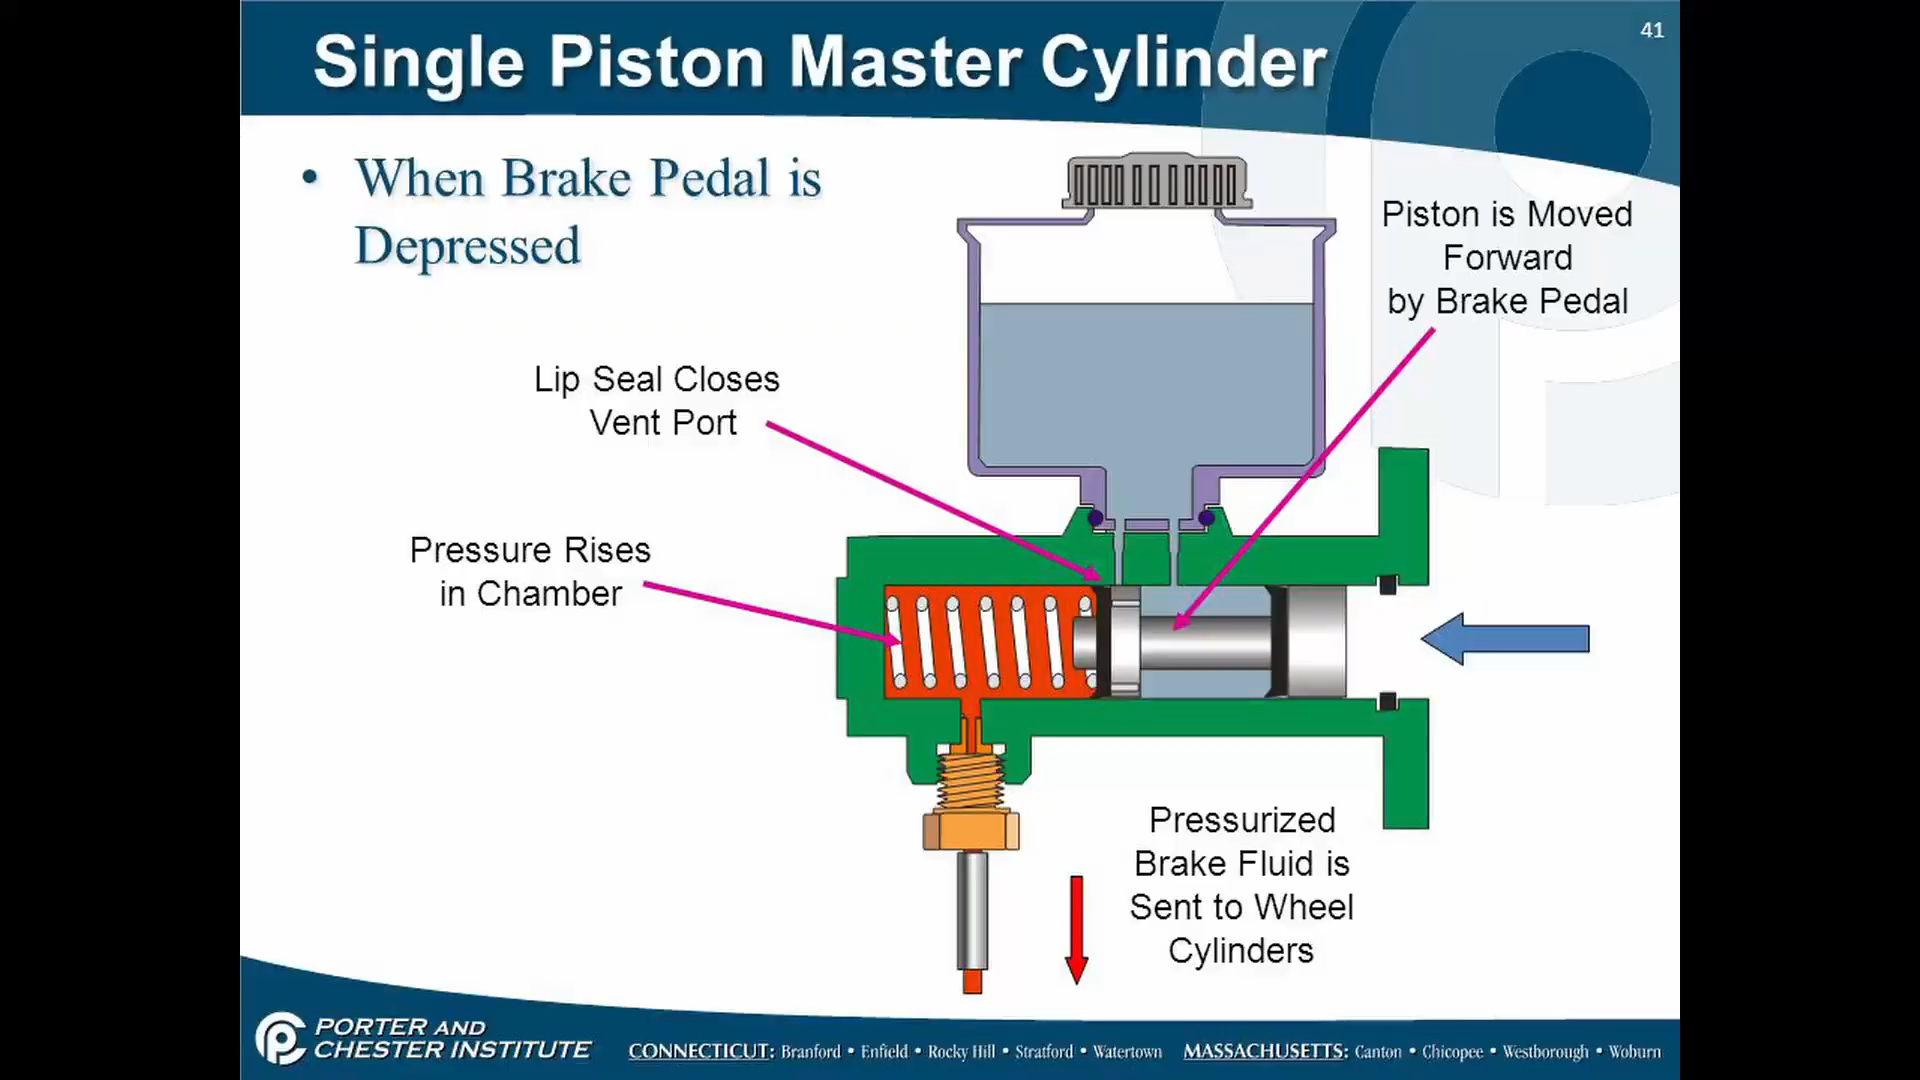 41
Single Piston Master Cylinder
• When Brake Pedal is
Depressed
Piston is Moved
Forward
by Brake Pedal
Lip Seal Closes
Vent Port
Pressure Rises
in Chamber
Pressurized
Brake Fluid is
Sent to Wheel
Cylinders
PORTER AND
CHESTER INSTITUTE
CONNECTICUT: Branford • Enfield • Rocky Hill • Stratford • Watertown MASSACHUSETTS: Canton • Chicopee • Westborough • Woburn